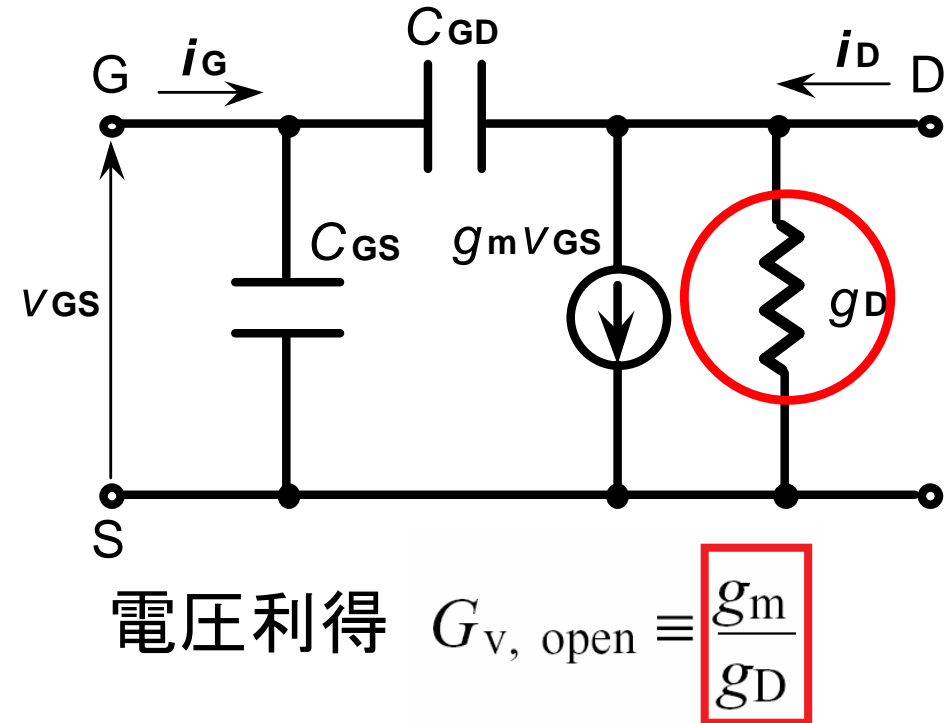 CGD
G iG iD D
CGS gmvGS
vGS gD
S
電圧利得 Gv, open ≡ gm/gD